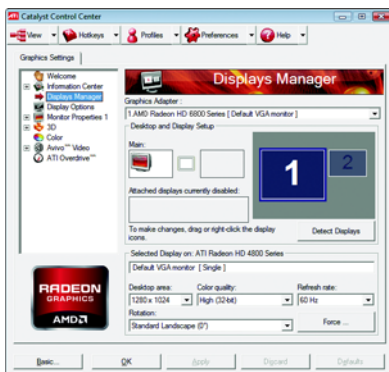 ATI Catalyst Control Center
View Hotkeys Profiles Preferences Help
Graphics Settings
Welcome
Information Center
Displays Manager
Display Options
Monitor Properties 1
3D
Color
Avivo™ Video
ATI Overdrive™
RADEON
GRAPHICS
AMD
Displays Manager
Graphics Adapter :
1.AMD Radeon HD 6800 Series [ Default VGA monitor ]
Desktop and Display Setup
Main:
1
2
Attached displays currently disabled:
To make changes, drag or right-click the display icons.
Detect Displays
Selected Display on: ATI Radeon HD 4800 Series
Default VGA monitor [ Single ]
Desktop area: Color quality: Refresh rate:
1280 x 1024 High (32-bit) 60 Hz
Rotation:
Standard Landscape (0°)
Force ...
Basic... OK Apply Discard Defaults